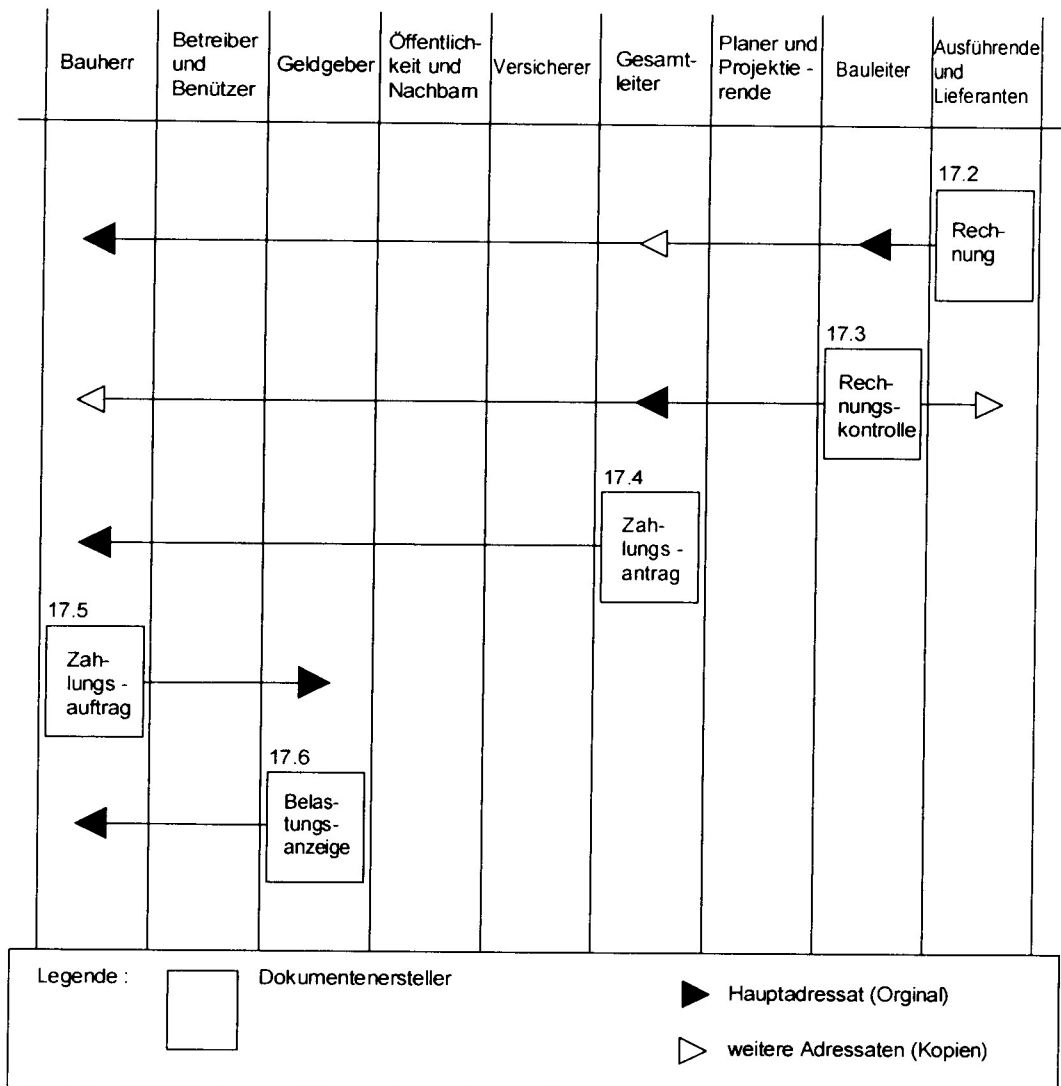 Bauherr
Betreiber
und
Benützer
Geldgeber
Öffentlich-
keit und
Nachbarn
Versicherer
Gesamt-
leiter
Planer und
Projektie -
rende
Bauleiter
Ausführende
und
Lieferanten
17.2
Rech-
nung
17.3
Rech-
nungs-
kontrolle
17.4
Zah-
lungs -
antrag
17.5
Zah-
lungs -
auftrag
17.6
Belas-
tungs-
anzeige
Legende :
Dokumentenersteller
Hauptadressat (Orginal)
weitere Adressaten (Kopien)